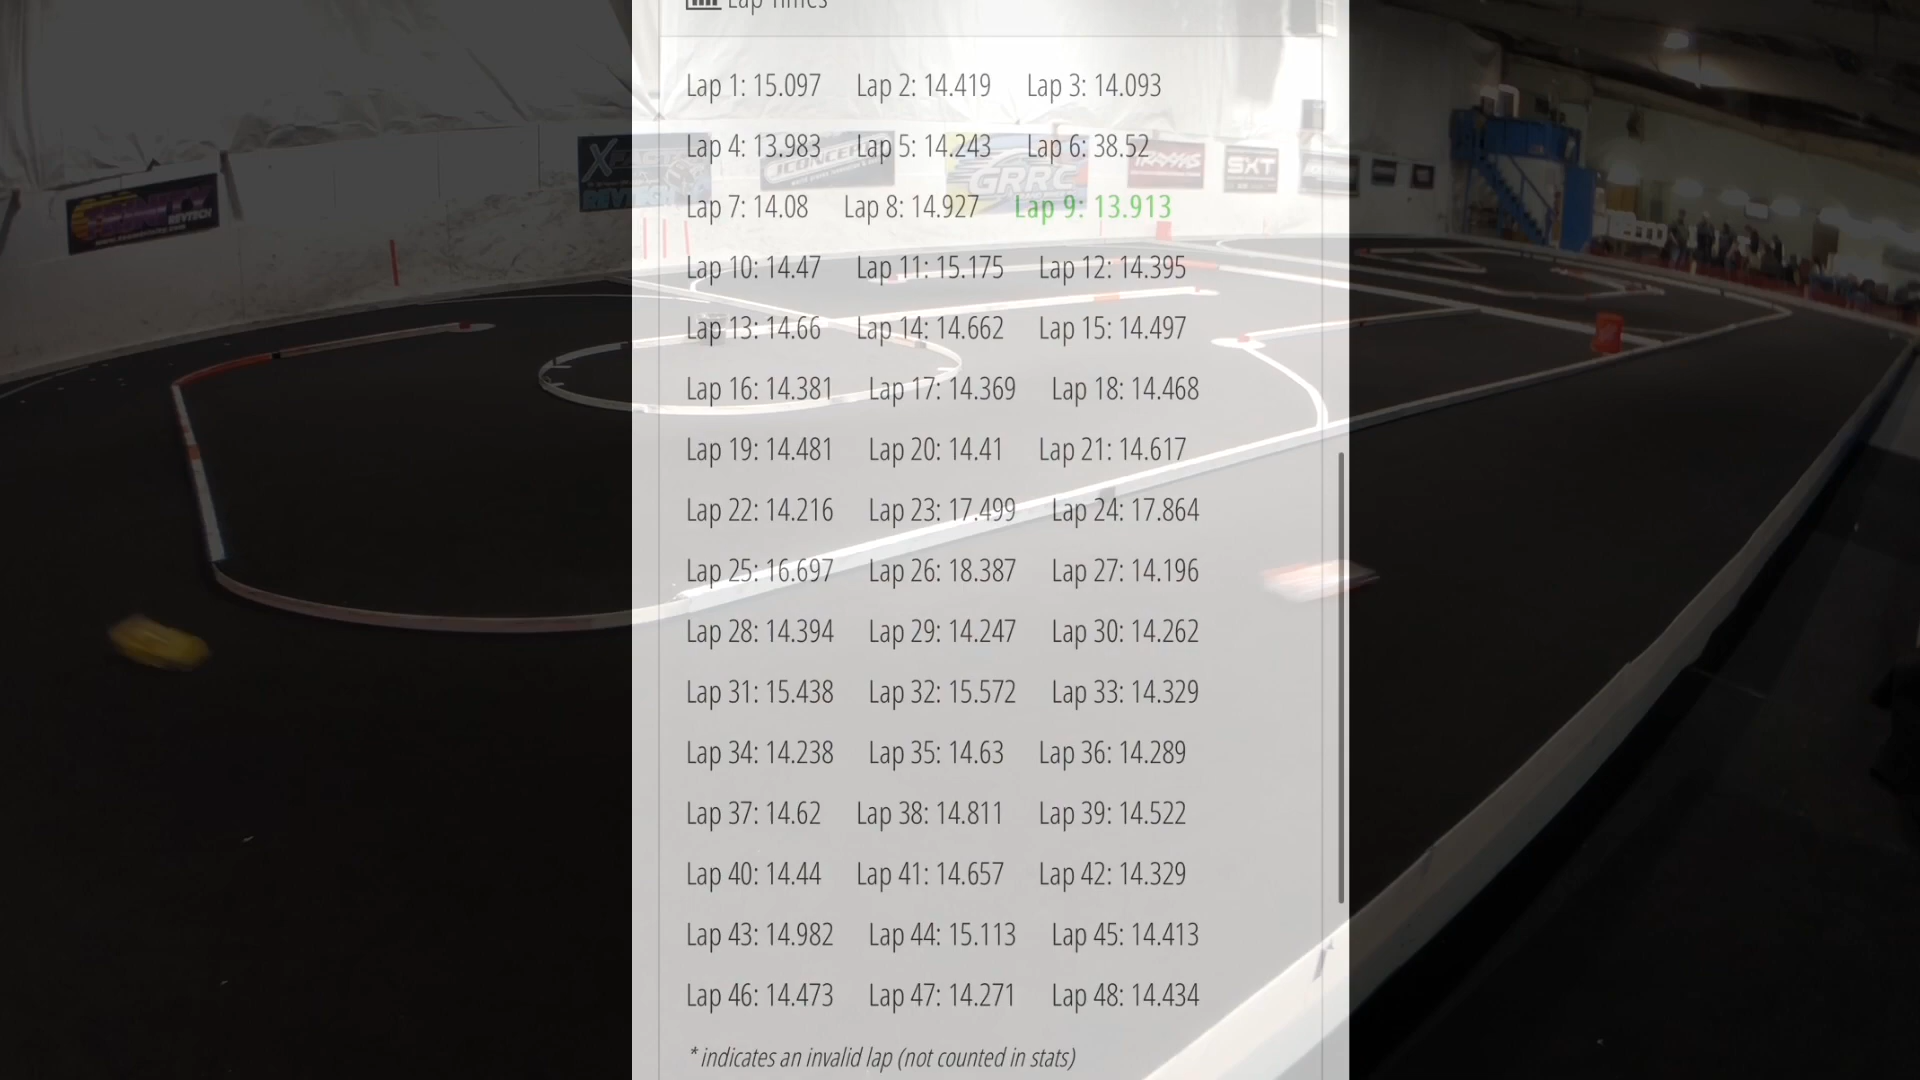 Lap Times
Lap 1: 15.097 Lap 2: 14.419 Lap 3: 14.093
Lap 4: 13.983 Lap 5: 14.243 Lap 6: 38.52
Lap 7: 14.08 Lap 8: 14.927 Lap 9: 13.913
Lap 10: 14.47 Lap 11: 15.175 Lap 12: 14.395
Lap 13: 14.66 Lap 14: 14.662 Lap 15: 14.497
Lap 16: 14.381 Lap 17: 14.369 Lap 18: 14.468
Lap 19: 14.481 Lap 20: 14.41 Lap 21: 14.617
Lap 22: 14.216 Lap 23: 17.499 Lap 24: 17.864
Lap 25: 16.697 Lap 26: 18.387 Lap 27: 14.196
Lap 28: 14.394 Lap 29: 14.247 Lap 30: 14.262
Lap 31: 15.438 Lap 32: 15.572 Lap 33: 14.329
Lap 34: 14.238 Lap 35: 14.63 Lap 36: 14.289
Lap 37: 14.62 Lap 38: 14.811 Lap 39: 14.522
Lap 40: 14.44 Lap 41: 14.657 Lap 42: 14.329
Lap 43: 14.982 Lap 44: 15.113 Lap 45: 14.413
Lap 46: 14.473 Lap 47: 14.271 Lap 48: 14.434
* indicates an invalid lap (not counted in stats)
TRINITY
REVTECH
GRRC
TRAXXAS
SXT